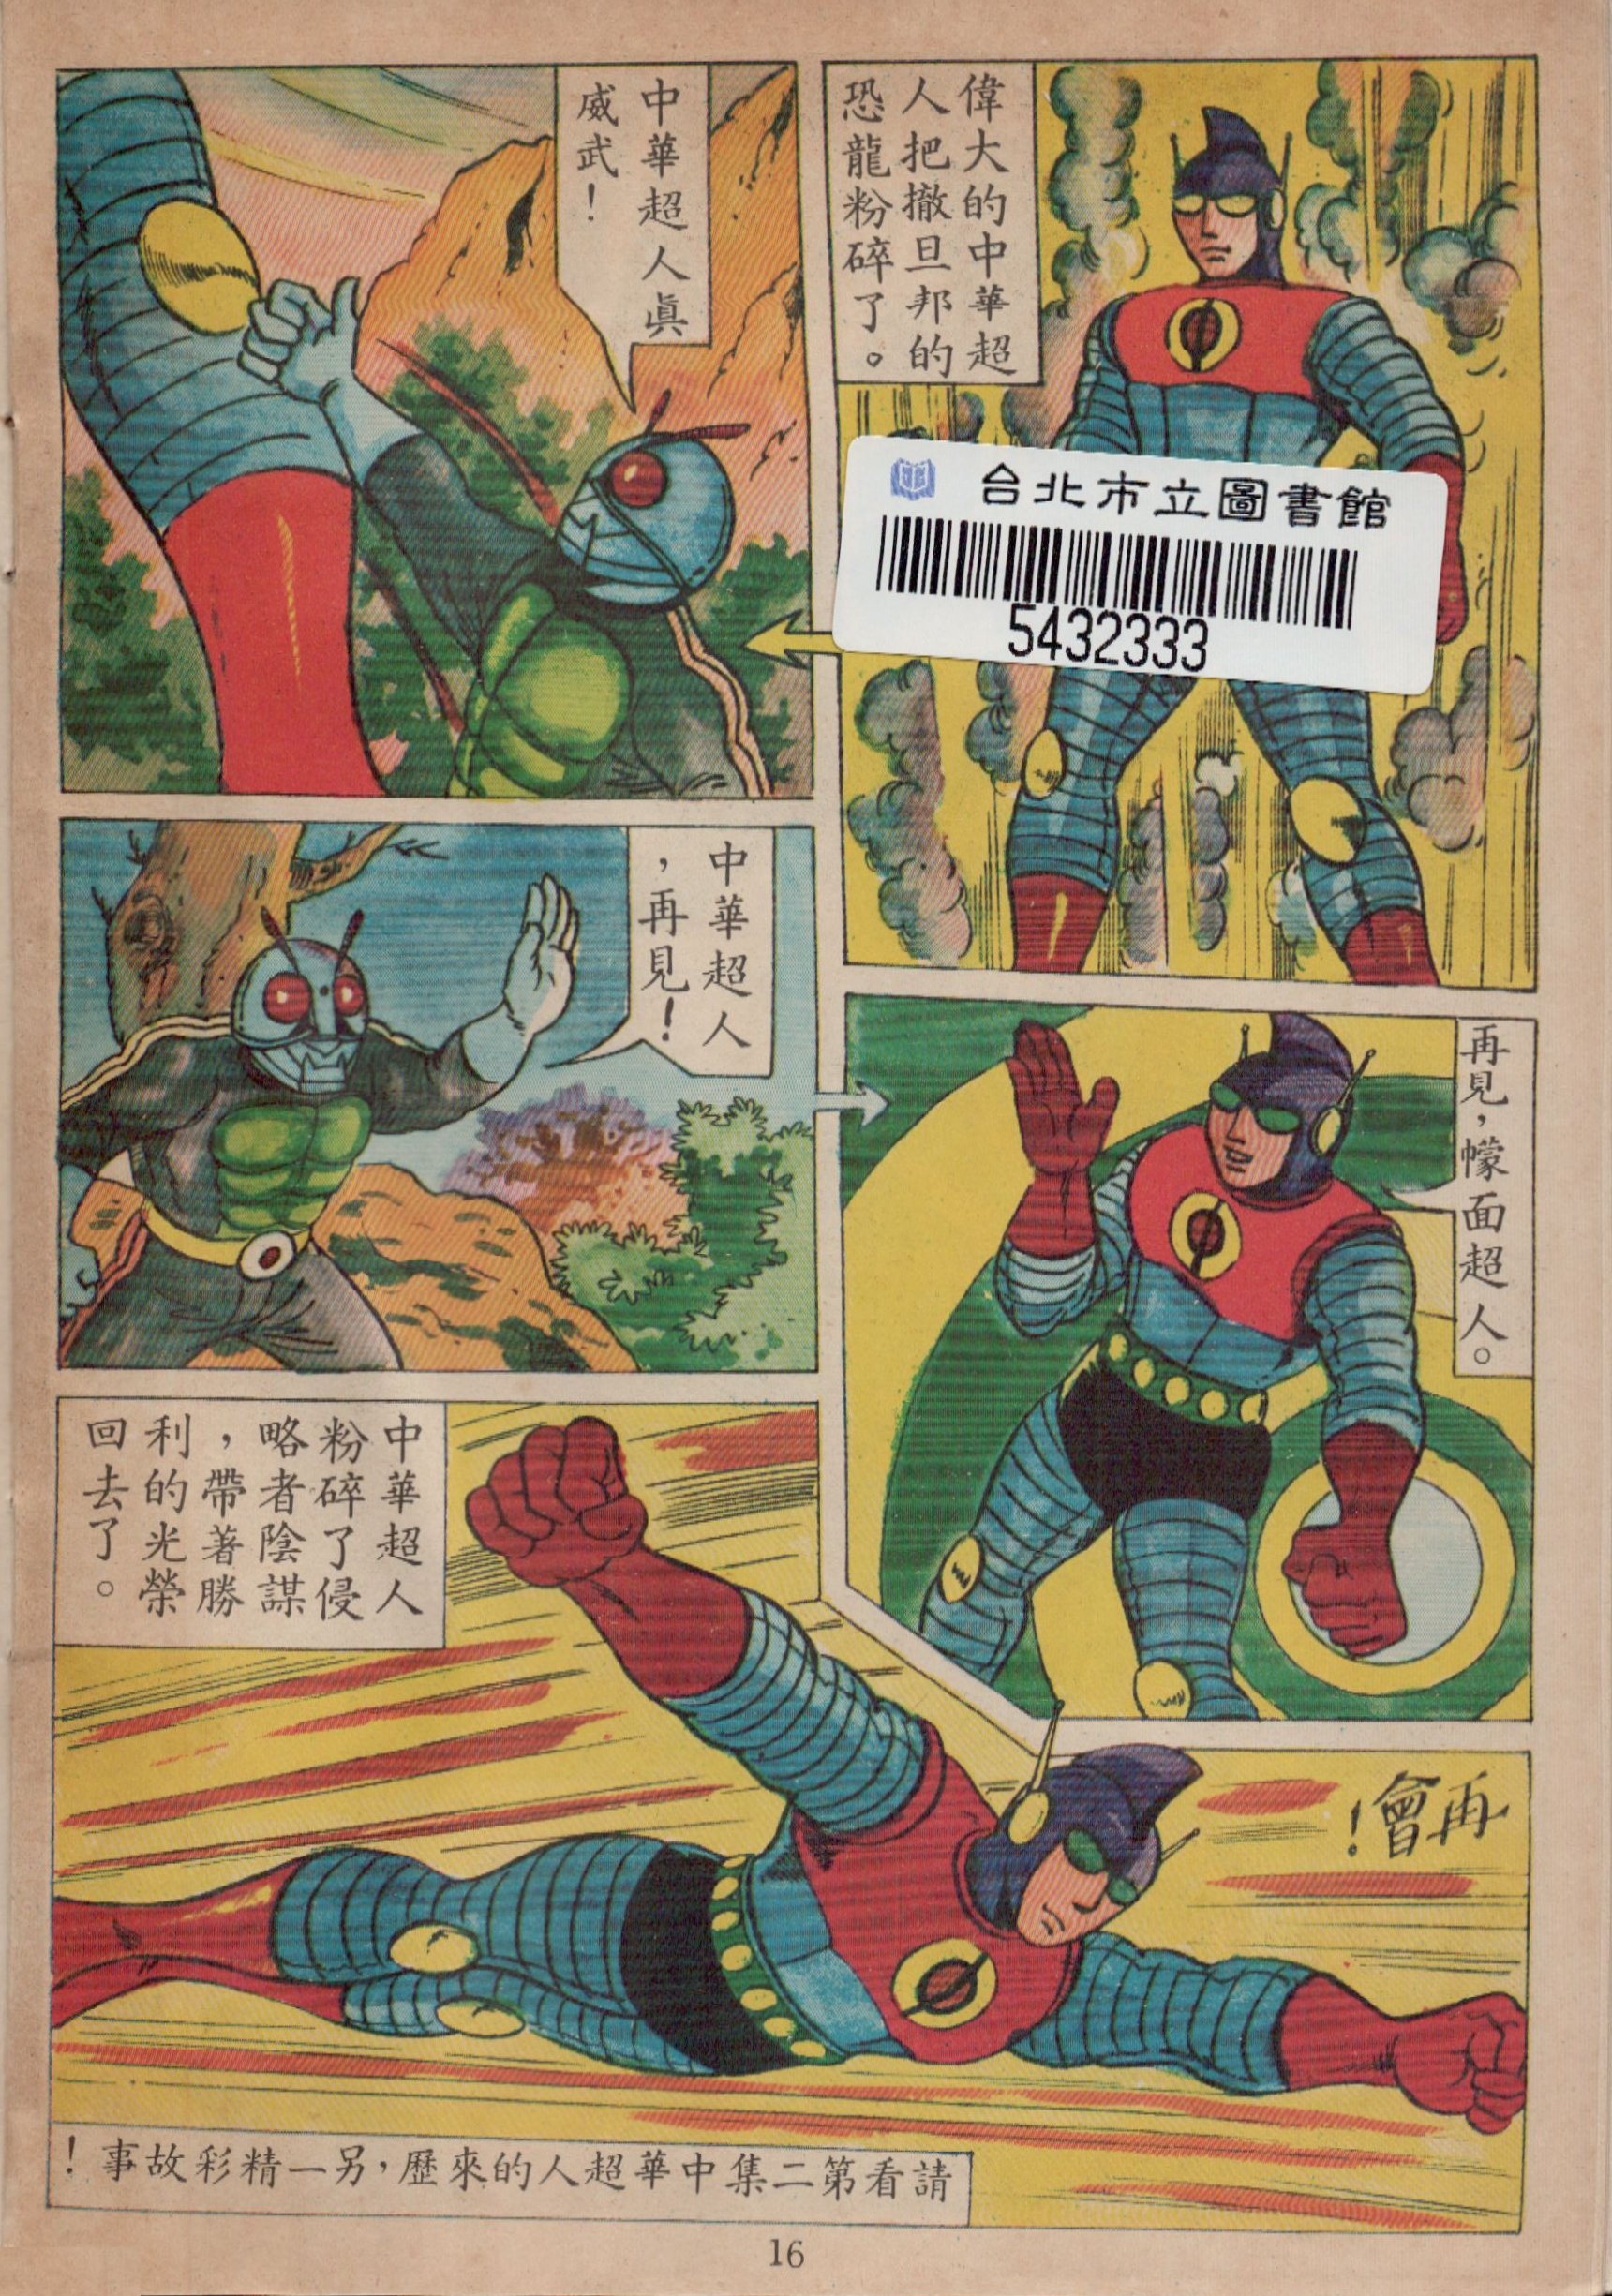 偉大的中華超
人把撒旦邦的
恐龍粉碎了。
台北市立圖書館
5432333
中華超人眞
威武！
中華超人
，再見！
再見，幪面超人。
中華超人
粉碎了侵
略者陰謀
，帶著勝
利的光榮
回去了。
再會！
請看第二集中華超人的來歷，另一精彩故事！
16